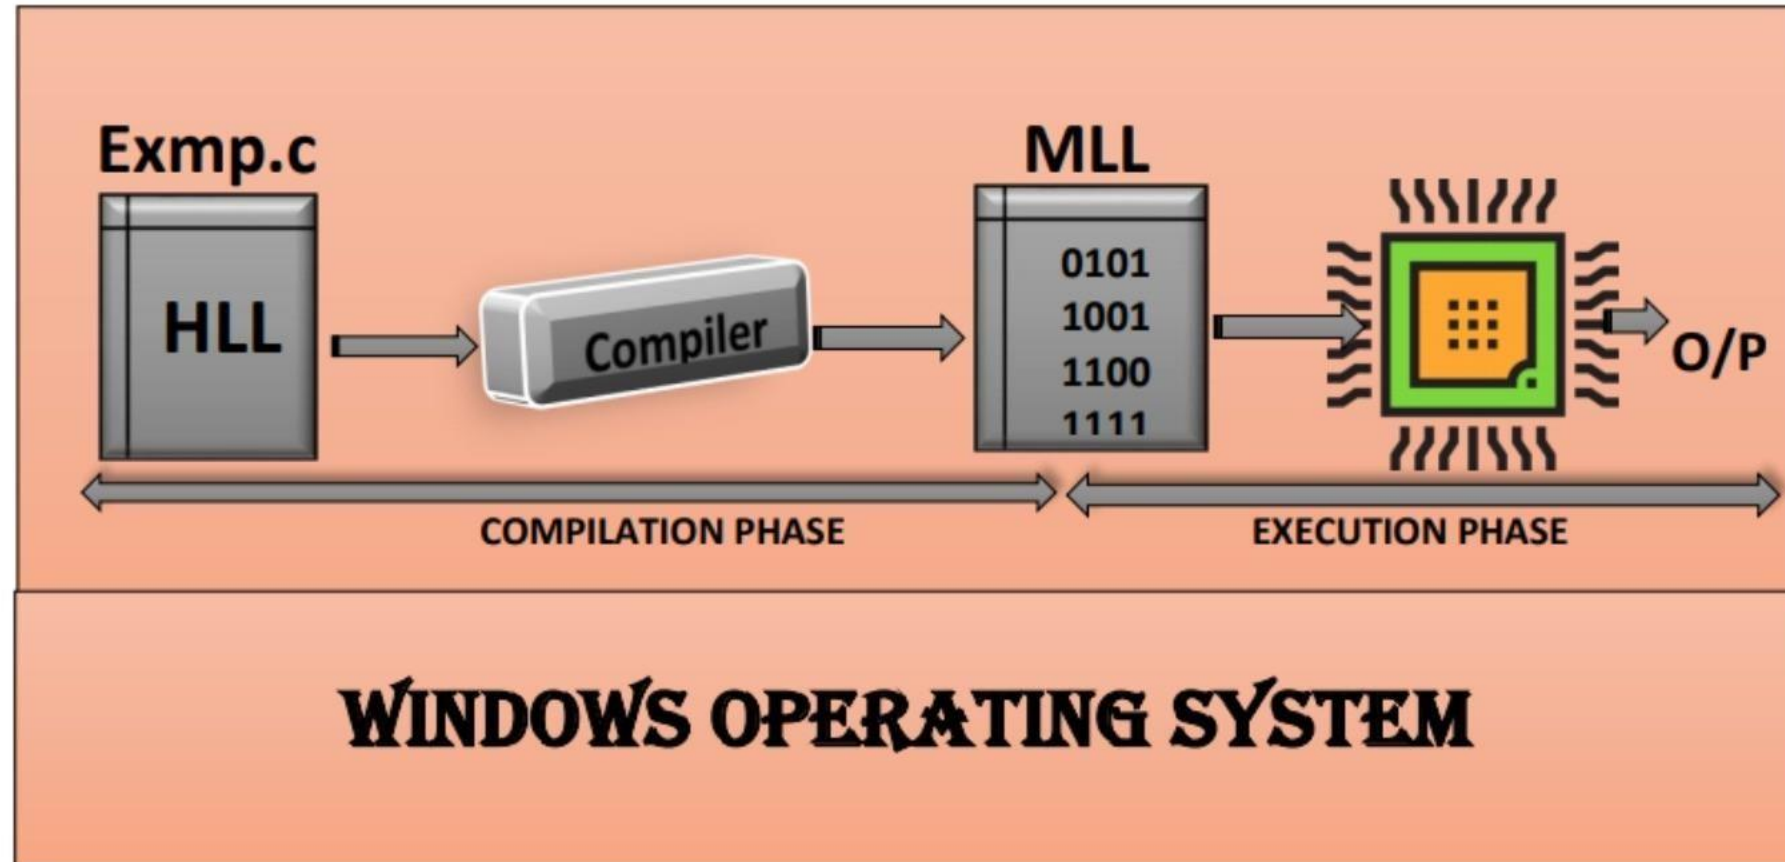 Exmp.c
HLL
Compiler
MLL
0101
1001
1100
1111
O/P
COMPILATION PHASE
EXECUTION PHASE
WINDOWS OPERATING SYSTEM